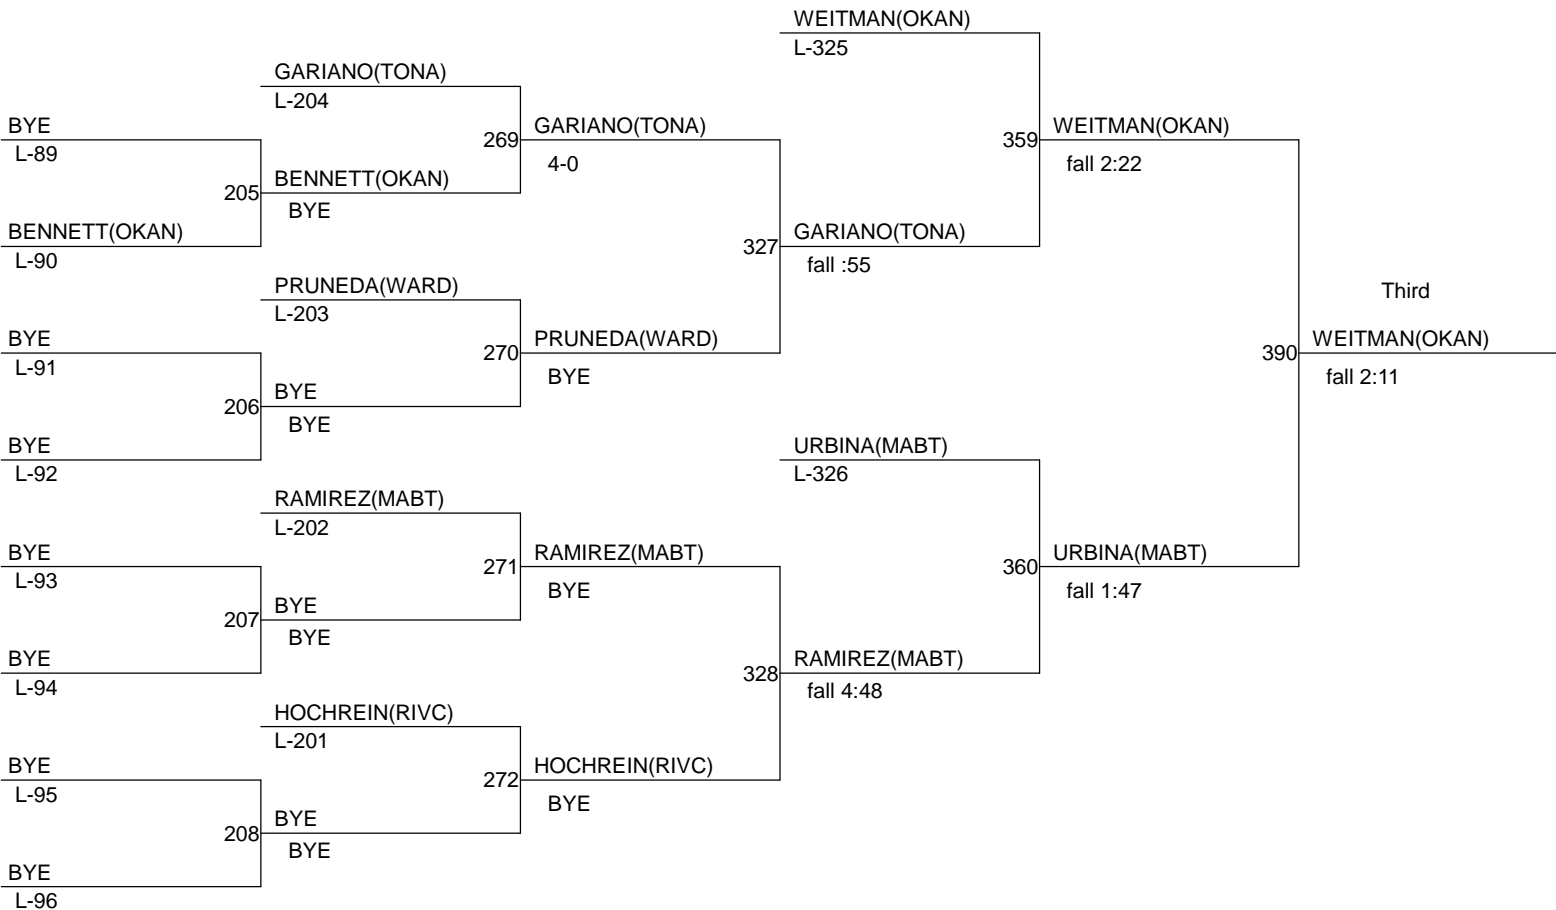 WEITMAN(OKAN)
L-325
GARIANO(TONA)
L-204
BYE
L-89
269
GARIANO(TONA)
4-0
359
WEITMAN(OKAN)
fall 2:22
205
BENNETT(OKAN)
BYE
BENNETT(OKAN)
L-90
327
GARIANO(TONA)
fall :55
PRUNEDA(WARD)
L-203
Third
BYE
L-91
270
PRUNEDA(WARD)
BYE
390
WEITMAN(OKAN)
fall 2:11
206
BYE
BYE
BYE
L-92
URBINA(MABT)
L-326
RAMIREZ(MABT)
L-202
BYE
L-93
271
RAMIREZ(MABT)
BYE
360
URBINA(MABT)
fall 1:47
207
BYE
BYE
BYE
L-94
328
RAMIREZ(MABT)
fall 4:48
HOCHREIN(RIVC)
L-201
BYE
L-95
272
HOCHREIN(RIVC)
BYE
208
BYE
BYE
BYE
L-96